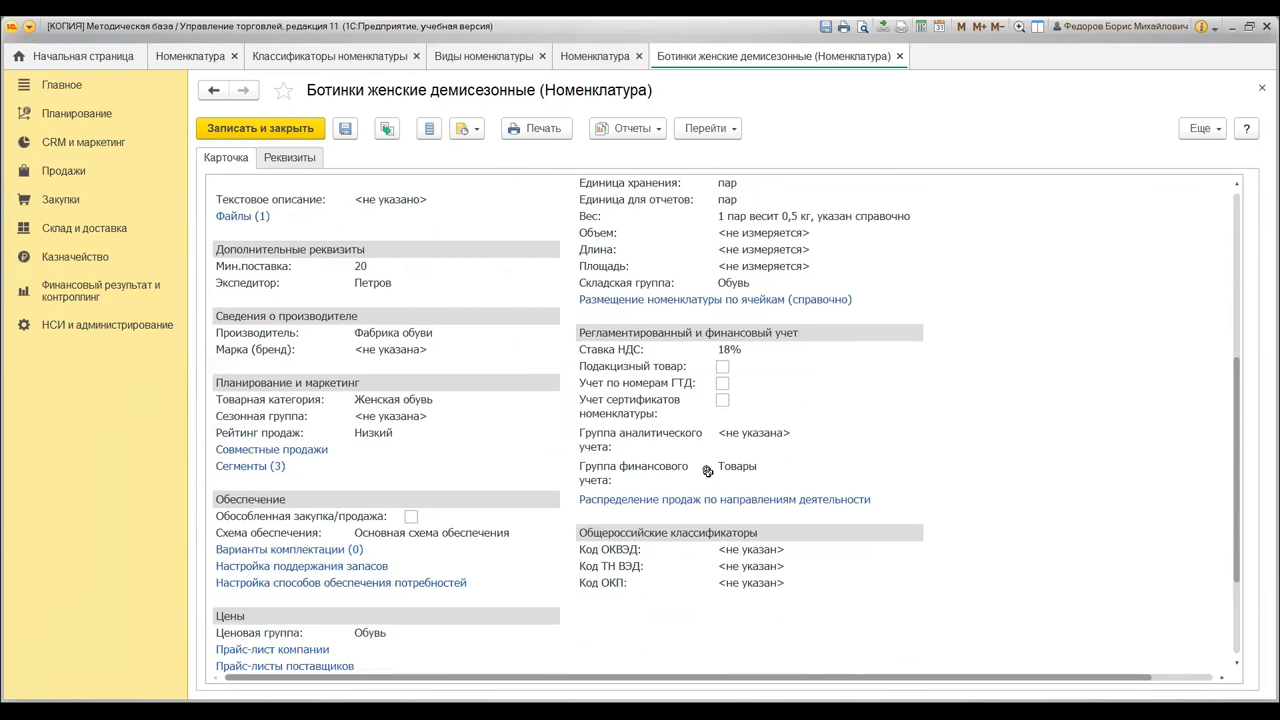 [КОПИЯ] Методическая база / Управление торговлей, редакция 11 (1С:Предприятие, учебная версия)
M M+ M-
Федоров Борис Михайлович
Начальная страница
Номенклатура ×
Классификаторы номенклатуры ×
Виды номенклатуры ×
Номенклатура ×
Ботинки женские демисезонные (Номенклатура) ×
Главное
Планирование
CRM и маркетинг
Продажи
Закупки
Склад и доставка
Казначейство
Финансовый результат и
контроллинг
НСИ и администрирование
Ботинки женские демисезонные (Номенклатура)
Записать и закрыть
Печать
Отчеты
Перейти
Еще
?
Карточка
Реквизиты
Текстовое описание: <не указано>
Файлы (1)
Дополнительные реквизиты
Мин.поставка: 20
Экспедитор: Петров
Сведения о производителе
Производитель: Фабрика обуви
Марка (бренд): <не указана>
Планирование и маркетинг
Товарная категория: Женская обувь
Сезонная группа: <не указана>
Рейтинг продаж: Низкий
Совместные продажи
Сегменты (3)
Обеспечение
Обособленная закупка/продажа:
Схема обеспечения: Основная схема обеспечения
Варианты комплектации (0)
Настройка поддержания запасов
Настройка способов обеспечения потребностей
Цены
Ценовая группа: Обувь
Прайс-лист компании
Прайс-листы поставщиков
Единица хранения: пар
Единица для отчетов: пар
Вес: 1 пар весит 0,5 кг, указан справочно
Объем: <не измеряется>
Длина: <не измеряется>
Площадь: <не измеряется>
Складская группа: Обувь
Размещение номенклатуры по ячейкам (справочно)
Регламентированный и финансовый учет
Ставка НДС: 18%
Подакцизный товар:
Учет по номерам ГТД:
Учет сертификатов
номенклатуры:
Группа аналитического <не указана>
учета:
Группа финансового Товары
учета:
Распределение продаж по направлениям деятельности
Общероссийские классификаторы
Код ОКВЭД: <не указан>
Код ТН ВЭД: <не указан>
Код ОКП: <не указан>